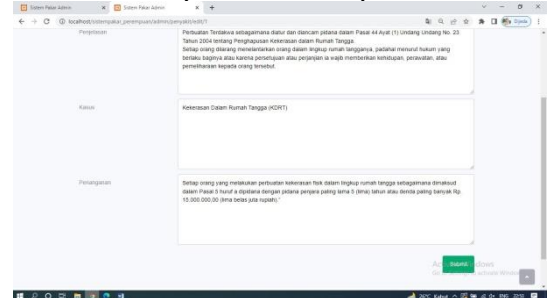 Sistem Pakar Admin
Sistem Pakar Admin
localhost/sistempakar_perempuan/admin/penyakit/edit/7
Penjelasan
Perbuatan Terdakwa sebagaimana diatur dan diancam pidana dalam Pasal 44 Ayat (1) Undang Undang No. 23
Tahun 2004 tentang Penghapusan Kekerasan dalam Rumah Tangga.
Setiap orang dilarang menelantarkan orang dalam lingkup rumah tangganya, padahal menurut hukum yang
berlaku baginya atau karena persetujuan atau perjanjian ia wajib memberikan kehidupan, perawatan, atau
pemeliharaan kepada orang tersebut.
Kasus
Kekerasan Dalam Rumah Tangga (KDRT)
Penanganan
Setiap orang yang melakukan perbuatan kekerasan fisik dalam lingkup rumah tangga sebagaimana dimaksud
dalam Pasal 5 huruf a dipidana dengan pidana penjara paling lama 5 (lima) tahun atau denda paling banyak Rp
15.000.000,00 (lima belas juta rupiah)."
Submit
26°C Kabut
ENG